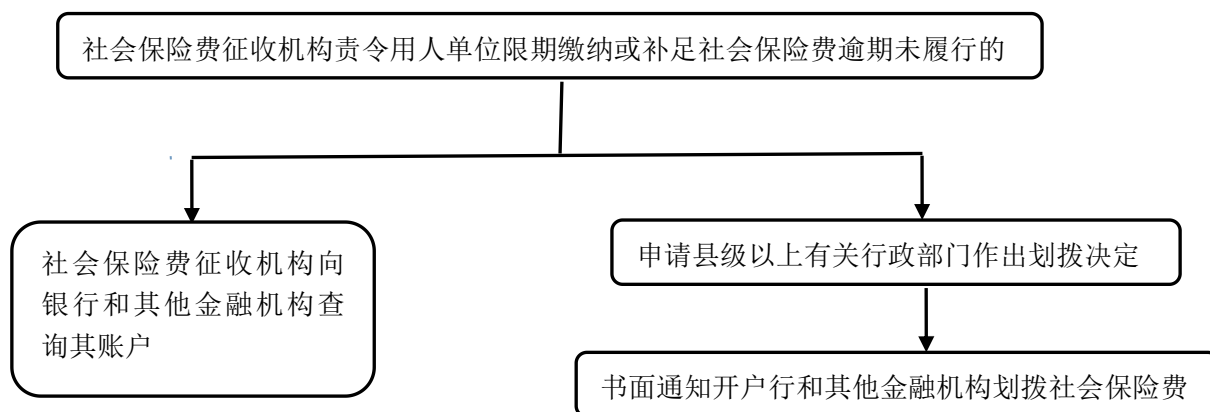 社会保险费征收机构责令用人单位限期缴纳或补足社会保险费逾期未履行的
社会保险费征收机构向
银行和其他金融机构查
询其账户
申请县级以上有关行政部门作出划拨决定
书面通知开户行和其他金融机构划拨社会保险费